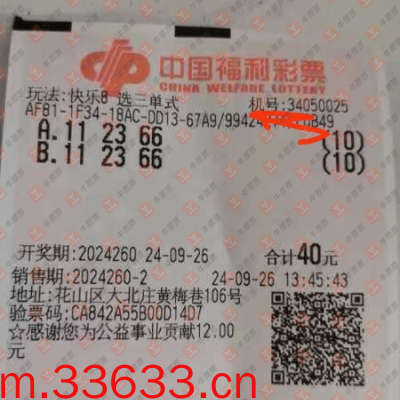 中国福利彩票
CHINA WELFARE LOTTERY
玩法:快乐8 选三单式 机号:34050025
AF81-1F34-18AC-DD13-67A9/99424
A.11 23 66 {10}
B.11 23 66 {10}
开奖期:2024260 24-09-26 合计40元
销售期:2024260-2 24-09-26 13:45:43
地址:花山区大北庄黄梅巷106号
验票码:CA842A55B00D14D7
☆感谢您为公益事业贡献12.00
元
m.33633.cn